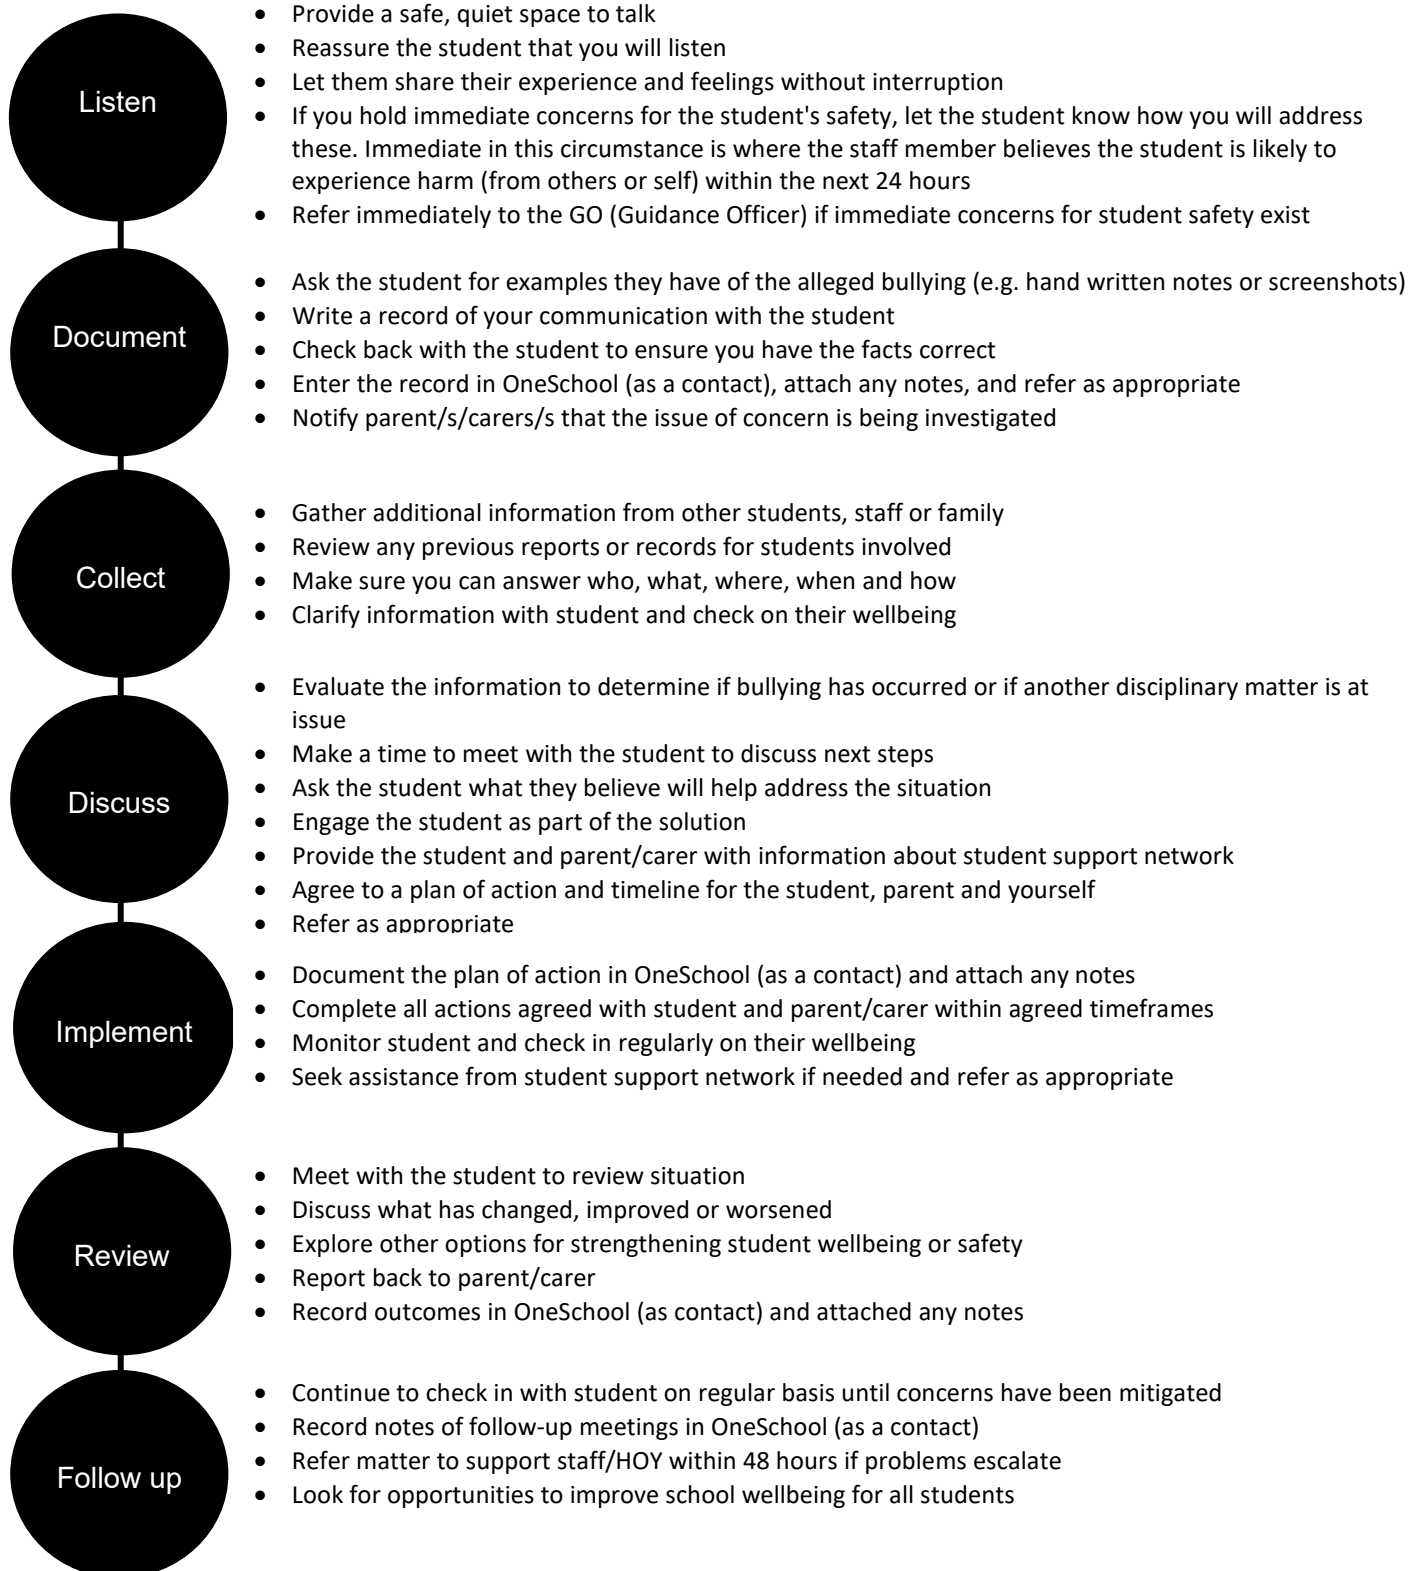 Listen
• Provide a safe, quiet space to talk
• Reassure the student that you will listen
• Let them share their experience and feelings without interruption
• If you hold immediate concerns for the student's safety, let the student know how you will address
these. Immediate in this circumstance is where the staff member believes the student is likely to
experience harm (from others or self) within the next 24 hours
• Refer immediately to the GO (Guidance Officer) if immediate concerns for student safety exist
Document
• Ask the student for examples they have of the alleged bullying (e.g. hand written notes or screenshots)
• Write a record of your communication with the student
• Check back with the student to ensure you have the facts correct
• Enter the record in OneSchool (as a contact), attach any notes, and refer as appropriate
• Notify parent/s/carers/s that the issue of concern is being investigated
Collect
• Gather additional information from other students, staff or family
• Review any previous reports or records for students involved
• Make sure you can answer who, what, where, when and how
• Clarify information with student and check on their wellbeing
Discuss
• Evaluate the information to determine if bullying has occurred or if another disciplinary matter is at
issue
• Make a time to meet with the student to discuss next steps
• Ask the student what they believe will help address the situation
• Engage the student as part of the solution
• Provide the student and parent/carer with information about student support network
• Agree to a plan of action and timeline for the student, parent and yourself
• Refer as appropriate
Implement
• Document the plan of action in OneSchool (as a contact) and attach any notes
• Complete all actions agreed with student and parent/carer within agreed timeframes
• Monitor student and check in regularly on their wellbeing
• Seek assistance from student support network if needed and refer as appropriate
Review
• Meet with the student to review situation
• Discuss what has changed, improved or worsened
• Explore other options for strengthening student wellbeing or safety
• Report back to parent/carer
• Record outcomes in OneSchool (as contact) and attached any notes
Follow up
• Continue to check in with student on regular basis until concerns have been mitigated
• Record notes of follow-up meetings in OneSchool (as a contact)
• Refer matter to support staff/HOY within 48 hours if problems escalate
• Look for opportunities to improve school wellbeing for all students